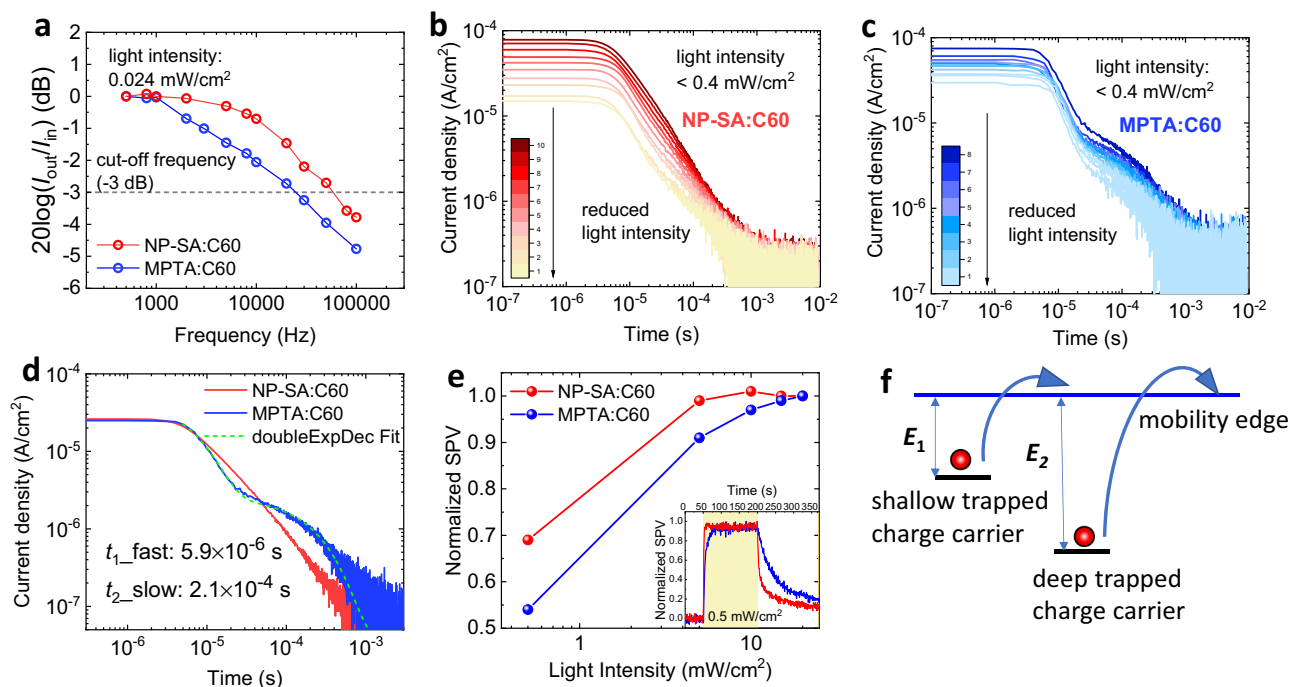 a
2
1
0
-1
-2
-3
-4
-5
-6
20log(Iout/Iin) (dB)
light intensity:
0.024 mW/cm2
cut-off frequency
(-3 dB)
NP-SA:C60
MPTA:C60
1000 10000 100000
Frequency (Hz)
b
10-4
10-5
10-6
10-7
Current density (A/cm2)
light intensity
< 0.4 mW/cm2
NP-SA:C60
10
9
8
7
6
5
4
3
2
1
reduced
light intensity
10-7 10-6 10-5 10-4 10-3 10-2
Time (s)
c
10-4
10-5
10-6
10-7
Current density (A/cm2)
light intensity:
< 0.4 mW/cm2
MPTA:C60
8
7
6
5
4
3
2
1
reduced
light intensity
10-7 10-6 10-5 10-4 10-3 10-2
Time (s)
d
10-4
10-5
10-6
10-7
Current density (A/cm2)
NP-SA:C60
MPTA:C60
doubleExpDec Fit
t1_fast: 5.9×10-6 s
t2_slow: 2.1×10-4 s
10-6 10-5 10-4 10-3
Time (s)
e
1.0
0.9
0.8
0.7
0.6
0.5
Normalized SPV
NP-SA:C60
MPTA:C60
Time (s)
0 50 100 150 200 250 300 350
1.0
0.8
0.6
0.4
0.2
0.0
Normalized SPV
0.5 mW/cm2
1 10
Light Intensity (mW/cm2)
f
E1
E2
mobility edge
shallow trapped
charge carrier
deep trapped
charge carrier